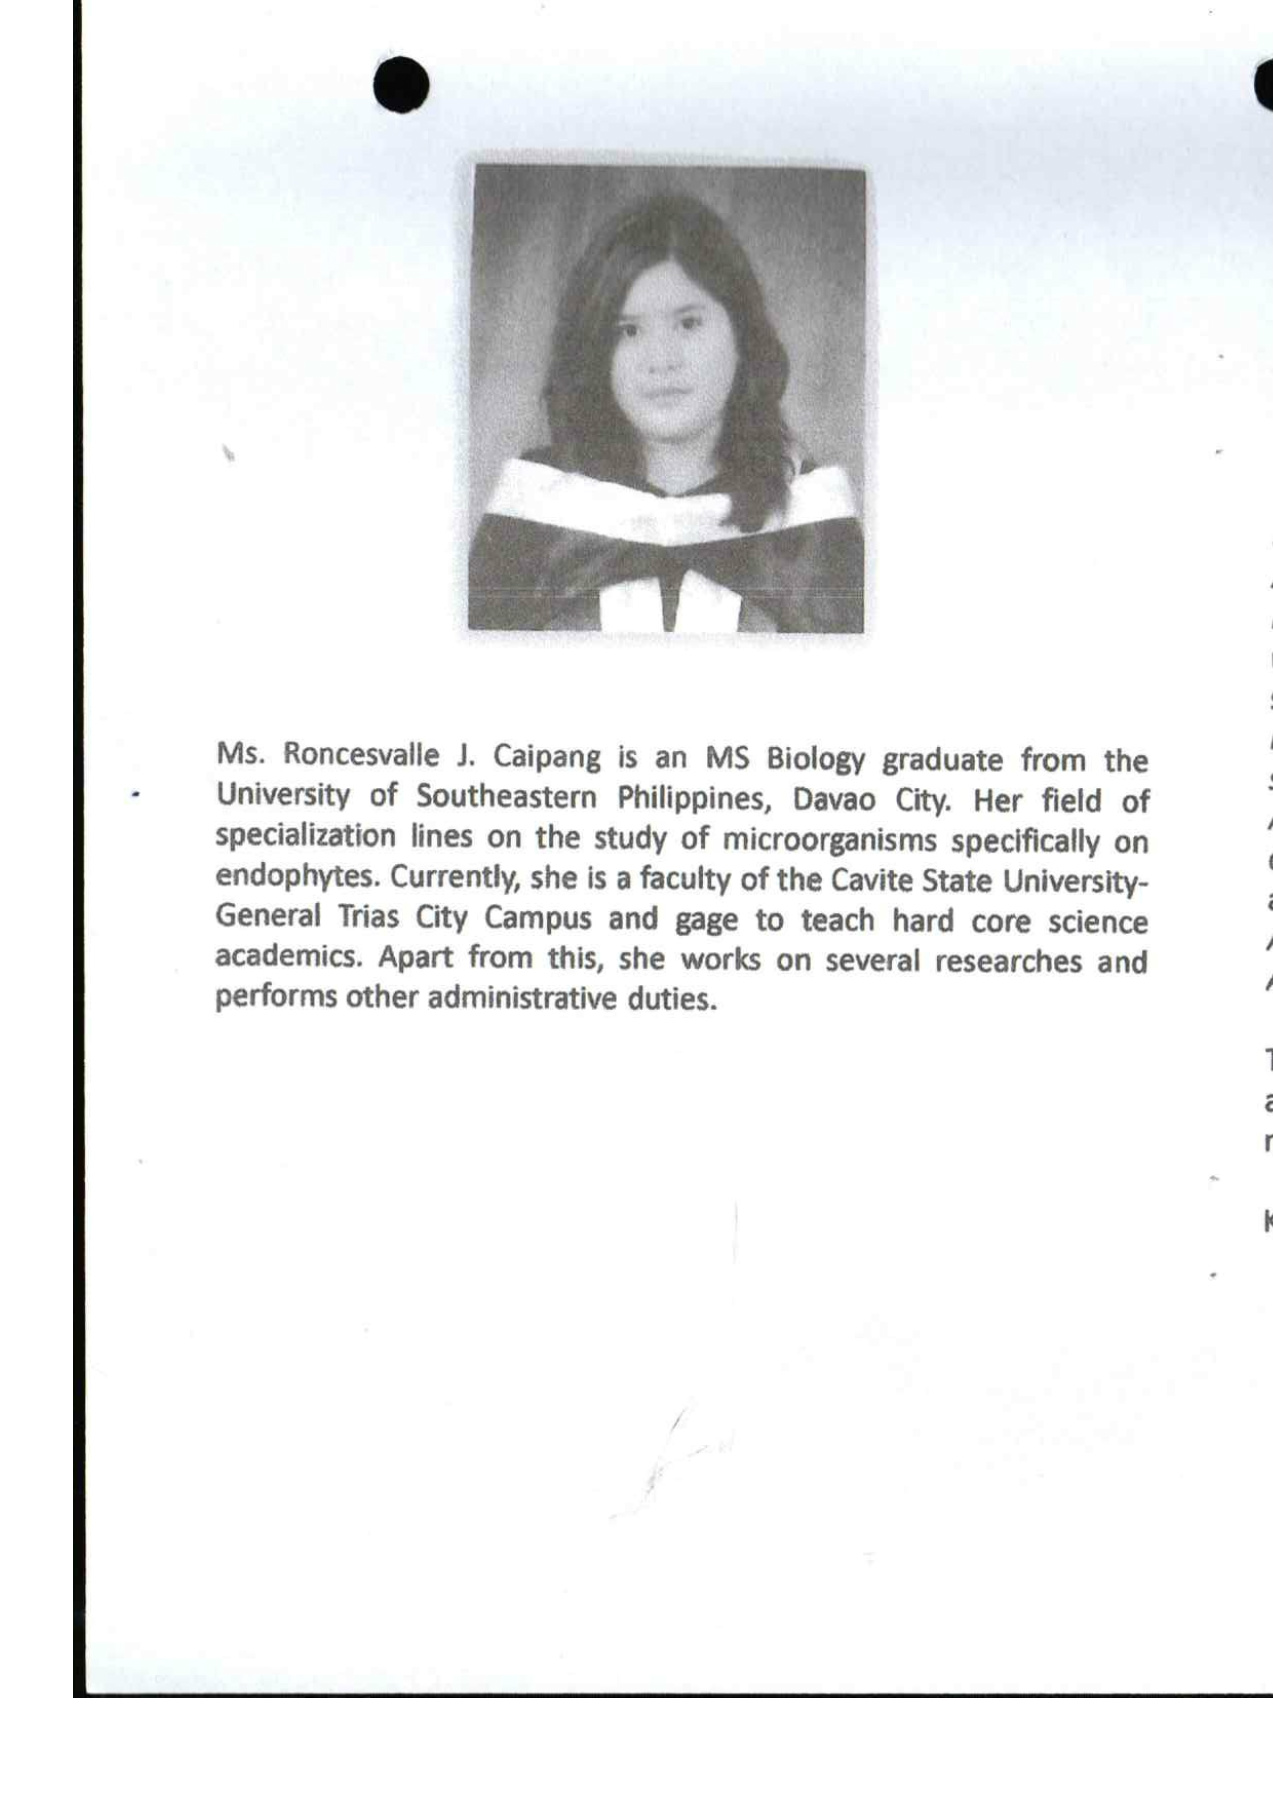 Ms. Roncesvalle J. Caipang is an MS Biology graduate from the
University of Southeastern Philippines, Davao City. Her field of
specialization lines on the study of microorganisms specifically on
endophytes. Currently, she is a faculty of the Cavite State University-
General Trias City Campus and gage to teach hard core science
academics. Apart from this, she works on several researches and
performs other administrative duties.